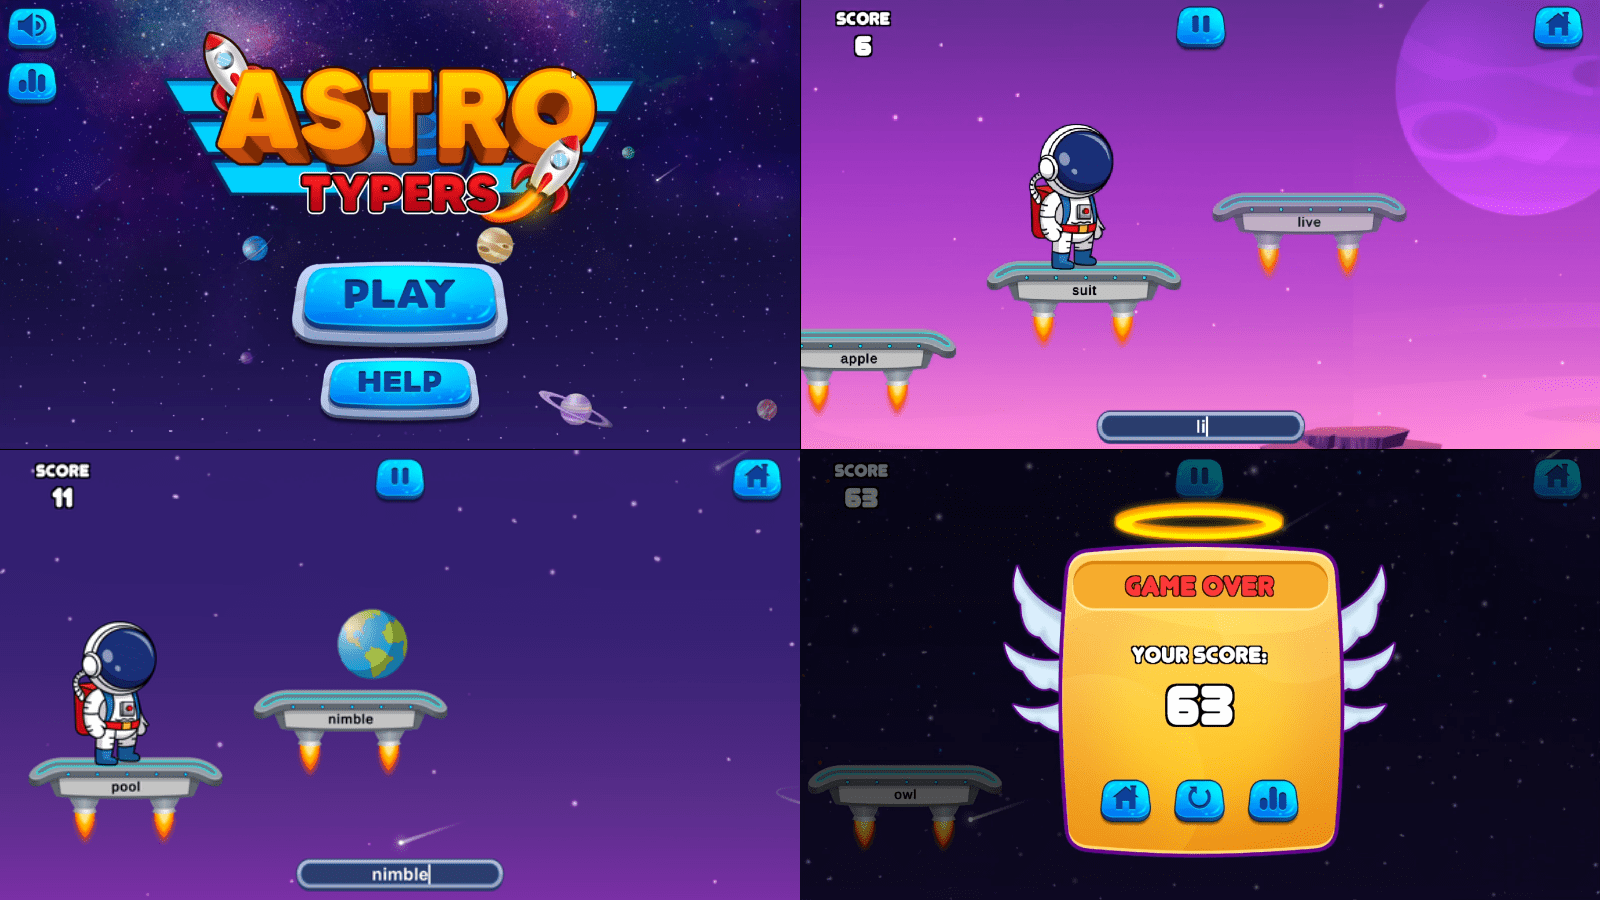 ASTRO
TYPERS
PLAY
HELP
SCORE
6
live
suit
apple
li
SCORE
11
nimble
pool
nimble
SCORE
63
GAME OVER
YOUR SCORE:
63
owl